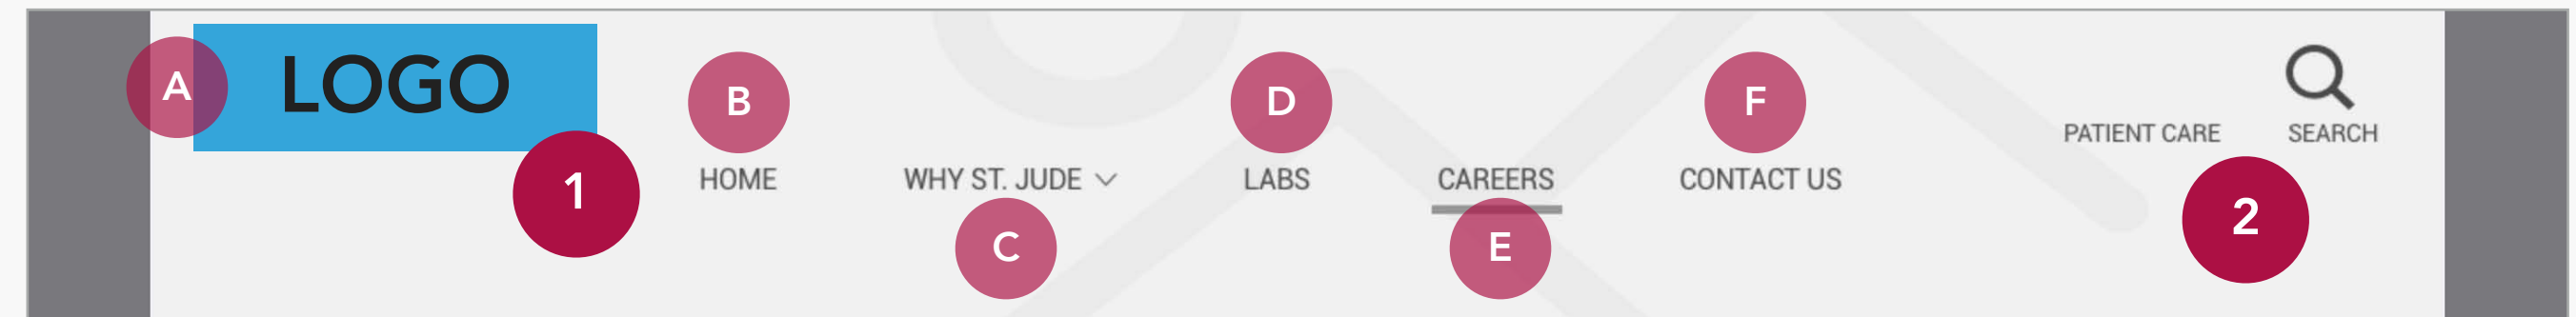 A
LOGO
1
B
HOME
WHY ST. JUDE
C
D
LABS
CAREERS
E
F
CONTACT US
PATIENT CARE
SEARCH
2